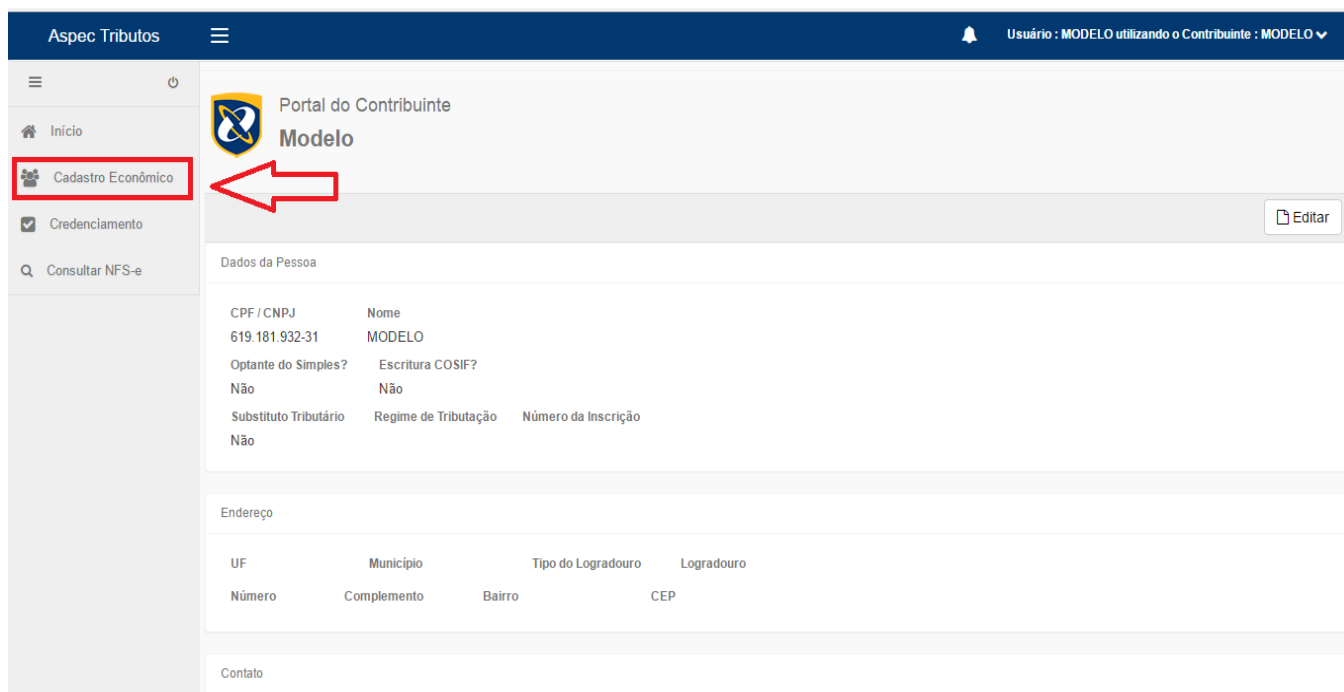 Aspec Tributos
Usuário : MODELO utilizando o Contribuinte : MODELO
Início
Cadastro Econômico
Credenciamento
Consultar NFS-e
Portal do Contribuinte
Modelo
Editar
Dados da Pessoa
CPF / CNPJ Nome
619.181.932-31 MODELO
Optante do Simples? Escritura COSIF?
Não Não
Substituto Tributário Regime de Tributação Número da Inscrição
Não
Endereço
UF Município Tipo do Logradouro Logradouro
Número Complemento Bairro CEP
Contato